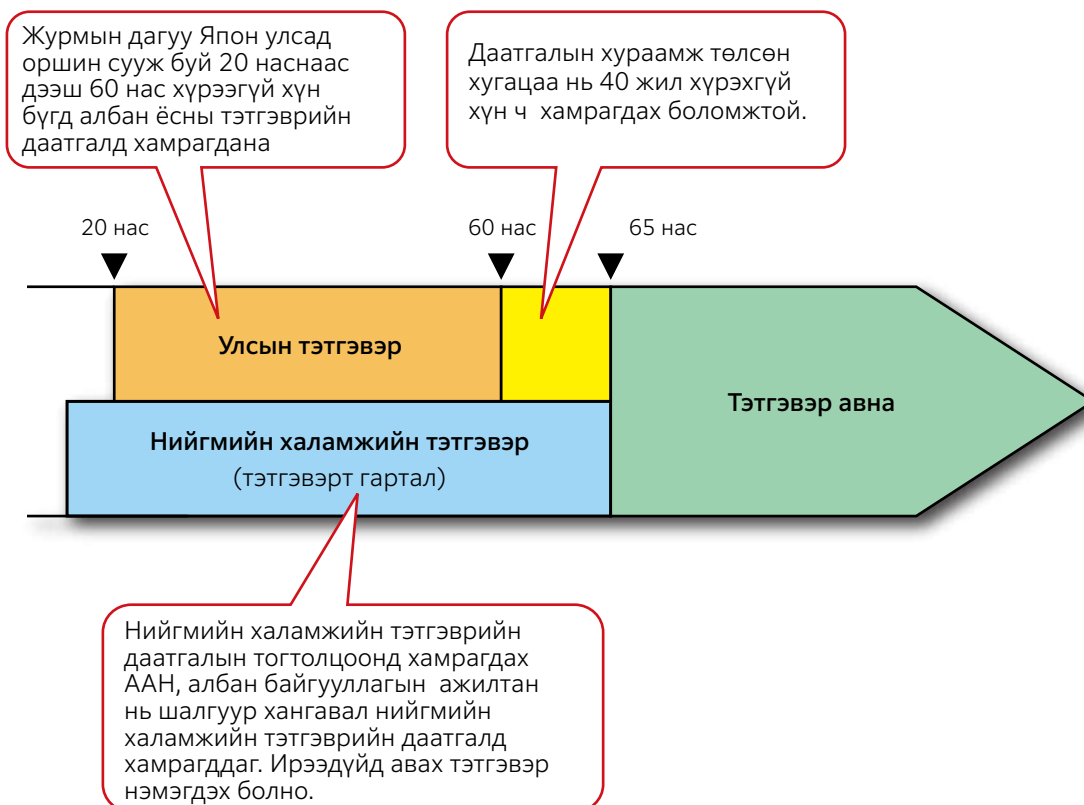 Журмын дагуу Япон улсад
оршин сууж буй 20 наснаас
дээш 60 нас хүрээгүй хүн
бүгд албан ёсны тэтгэврийн
даатгалд хамрагдана
Даатгалын хураамж төлсөн
хугацаа нь 40 жил хүрэхгүй
хүн ч хамрагдах боломжтой.
20 нас
60 нас
65 нас
Улсын тэтгэвэр
Тэтгэвэр авна
Нийгмийн халамжийн тэтгэвэр
(тэтгэвэрт гартал)
Нийгмийн халамжийн тэтгэврийн
даатгалын тогтолцоонд хамрагдах
ААН, албан байгууллагын ажилтан
нь шалгуур хангавал нийгмийн
халамжийн тэтгэврийн даатгалд
хамрагддаг. Ирээдүйд авах тэтгэвэр
нэмэгдэх болно.